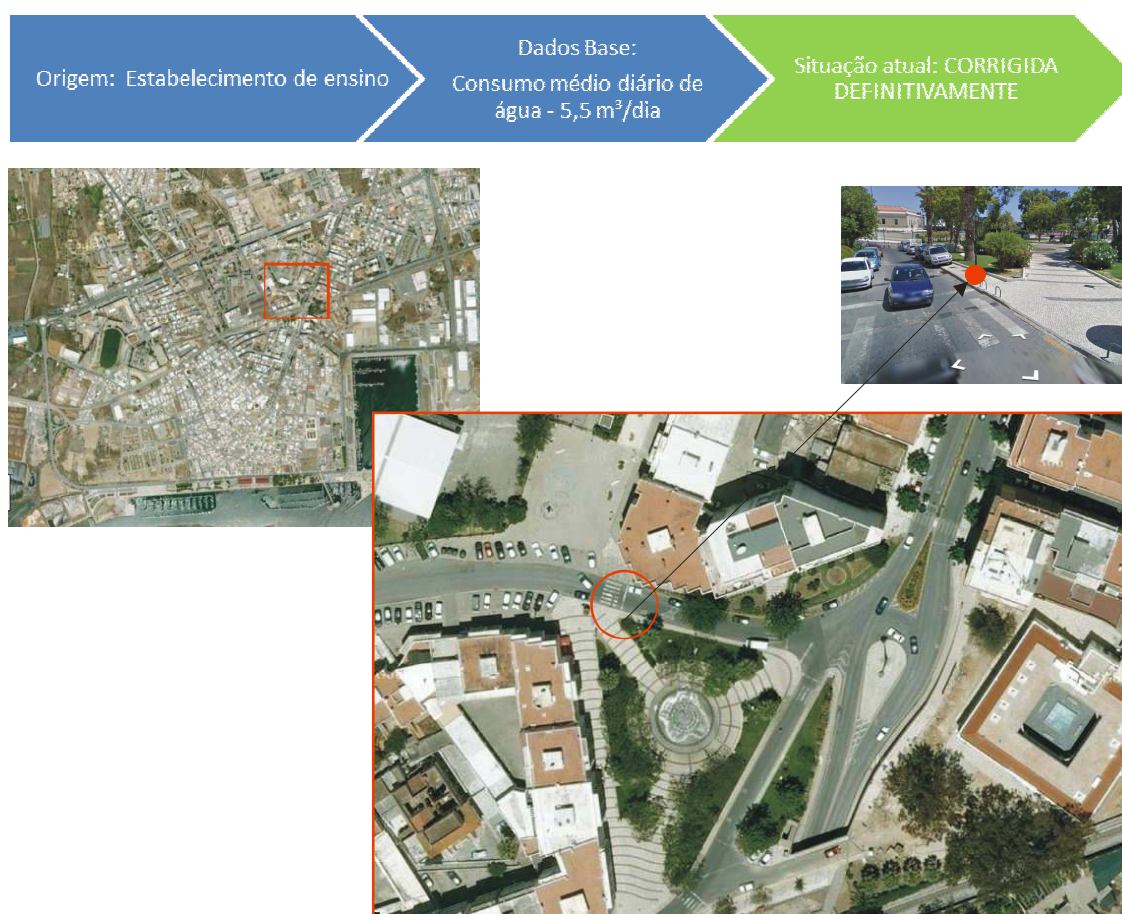 Origem: Estabelecimento de ensino
Dados Base:
Consumo médio diário de
água - 5,5 m³/dia
Situação atual: CORRIGIDA
DEFINITIVAMENTE